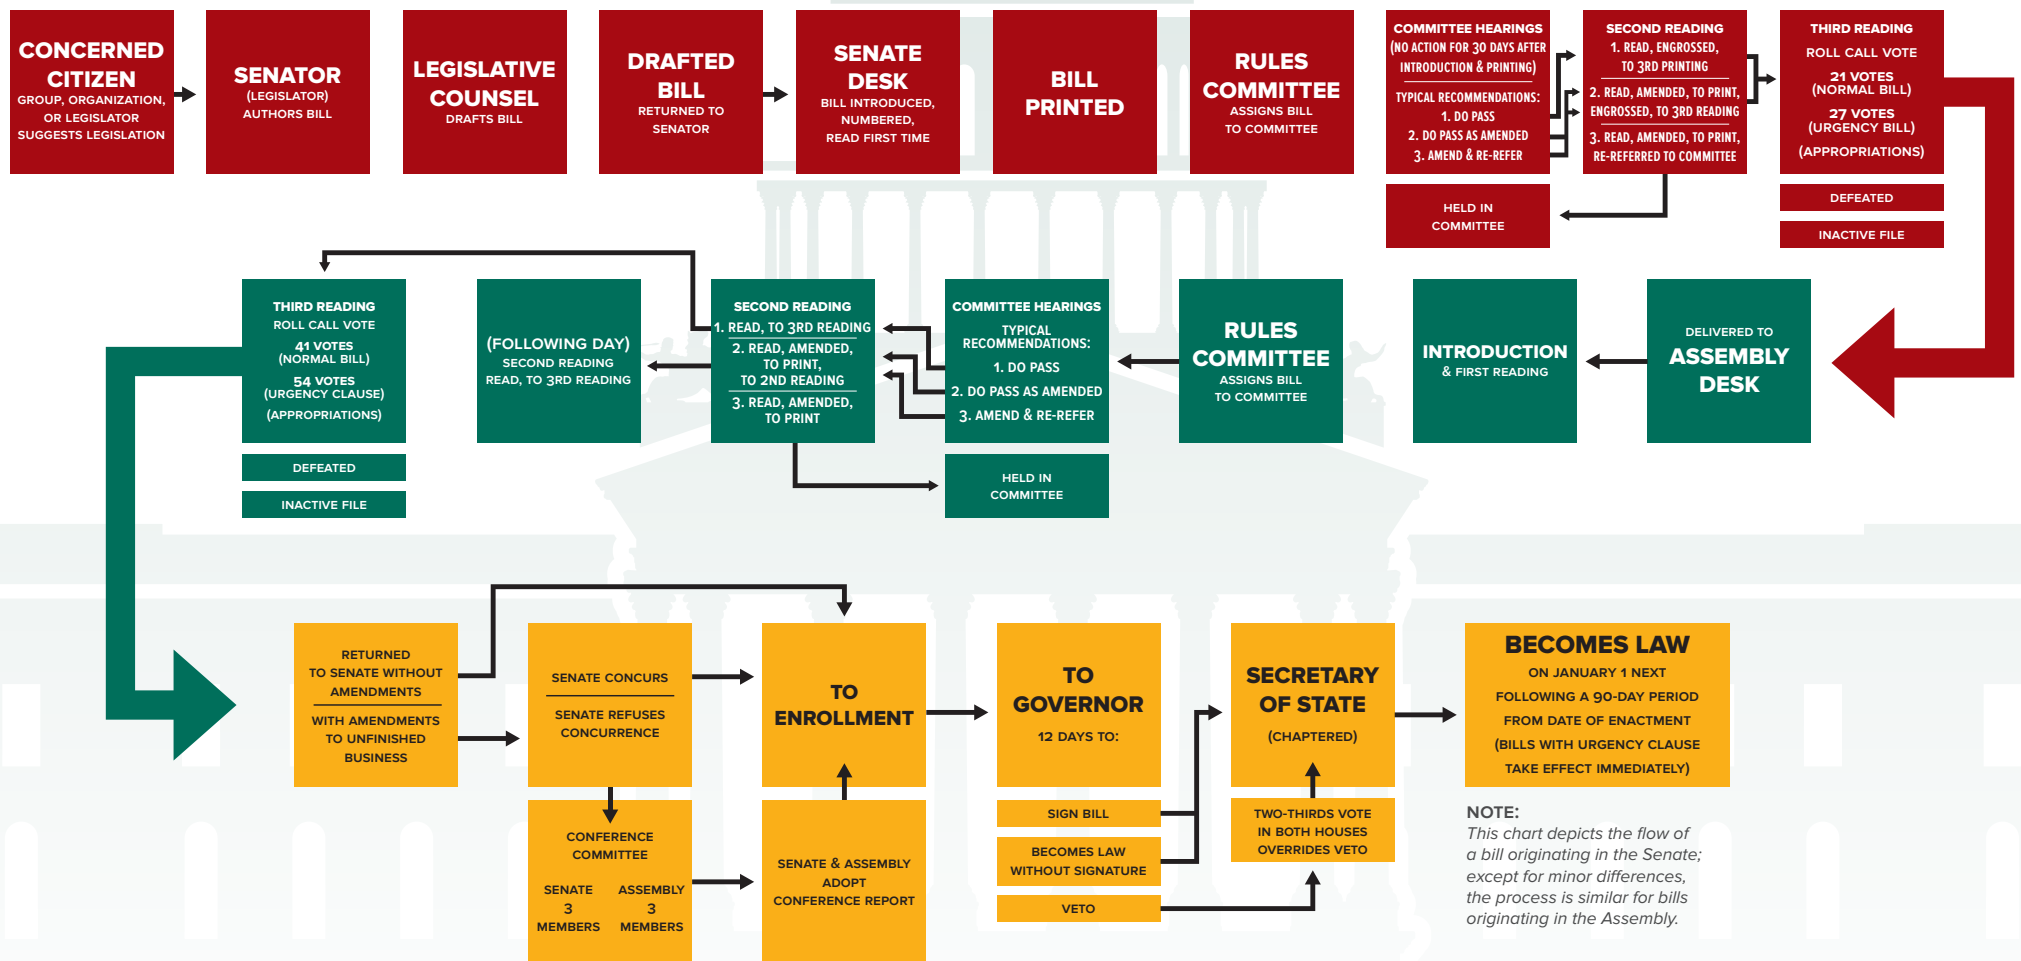 CONCERNED
CITIZEN
GROUP, ORGANIZATION,
OR LEGISLATOR
SUGGESTS LEGISLATION
SENATOR
(LEGISLATOR)
AUTHORS BILL
LEGISLATIVE
COUNSEL
DRAFTS BILL
DRAFTED
BILL
RETURNED TO
SENATOR
SENATE
DESK
BILL INTRODUCED,
NUMBERED,
READ FIRST TIME
BILL
PRINTED
RULES
COMMITTEE
ASSIGNS BILL
TO COMMITTEE
COMMITTEE HEARINGS
(NO ACTION FOR 30 DAYS AFTER
INTRODUCTION & PRINTING)
TYPICAL RECOMMENDATIONS:
1. DO PASS
2. DO PASS AS AMENDED
3. AMEND & RE-REFER
HELD IN
COMMITTEE
SECOND READING
1. READ, ENGROSSED,
TO 3RD PRINTING
2. READ, AMENDED, TO PRINT,
ENGROSSED, TO 3RD READING
3. READ, AMENDED, TO PRINT,
RE-REFERRED TO COMMITTEE
THIRD READING
ROLL CALL VOTE
21 VOTES
(NORMAL BILL)
27 VOTES
(URGENCY BILL)
(APPROPRIATIONS)
DEFEATED
INACTIVE FILE
DELIVERED TO
ASSEMBLY
DESK
INTRODUCTION
& FIRST READING
RULES
COMMITTEE
ASSIGNS BILL
TO COMMITTEE
COMMITTEE HEARINGS
TYPICAL
RECOMMENDATIONS:
1. DO PASS
2. DO PASS AS AMENDED
3. AMEND & RE-REFER
HELD IN
COMMITTEE
SECOND READING
1. READ, TO 3RD READING
2. READ, AMENDED,
TO PRINT,
TO 2ND READING
3. READ, AMENDED,
TO PRINT
(FOLLOWING DAY)
SECOND READING
READ, TO 3RD READING
THIRD READING
ROLL CALL VOTE
41 VOTES
(NORMAL BILL)
54 VOTES
(URGENCY CLAUSE)
(APPROPRIATIONS)
DEFEATED
INACTIVE FILE
RETURNED
TO SENATE WITHOUT
AMENDMENTS
WITH AMENDMENTS
TO UNFINISHED
BUSINESS
SENATE CONCURS
SENATE REFUSES
CONCURRENCE
CONFERENCE
COMMITTEE
SENATE ASSEMBLY
3 3
MEMBERS MEMBERS
TO
ENROLLMENT
SENATE & ASSEMBLY
ADOPT
CONFERENCE REPORT
TO
GOVERNOR
12 DAYS TO:
SIGN BILL
BECOMES LAW
WITHOUT SIGNATURE
VETO
SECRETARY
OF STATE
(CHAPTERED)
TWO-THIRDS VOTE
IN BOTH HOUSES
OVERRIDES VETO
BECOMES LAW
ON JANUARY 1 NEXT
FOLLOWING A 90-DAY PERIOD
FROM DATE OF ENACTMENT
(BILLS WITH URGENCY CLAUSE
TAKE EFFECT IMMEDIATELY)
NOTE:
This chart depicts the flow of
a bill originating in the Senate;
except for minor differences,
the process is similar for bills
originating in the Assembly.